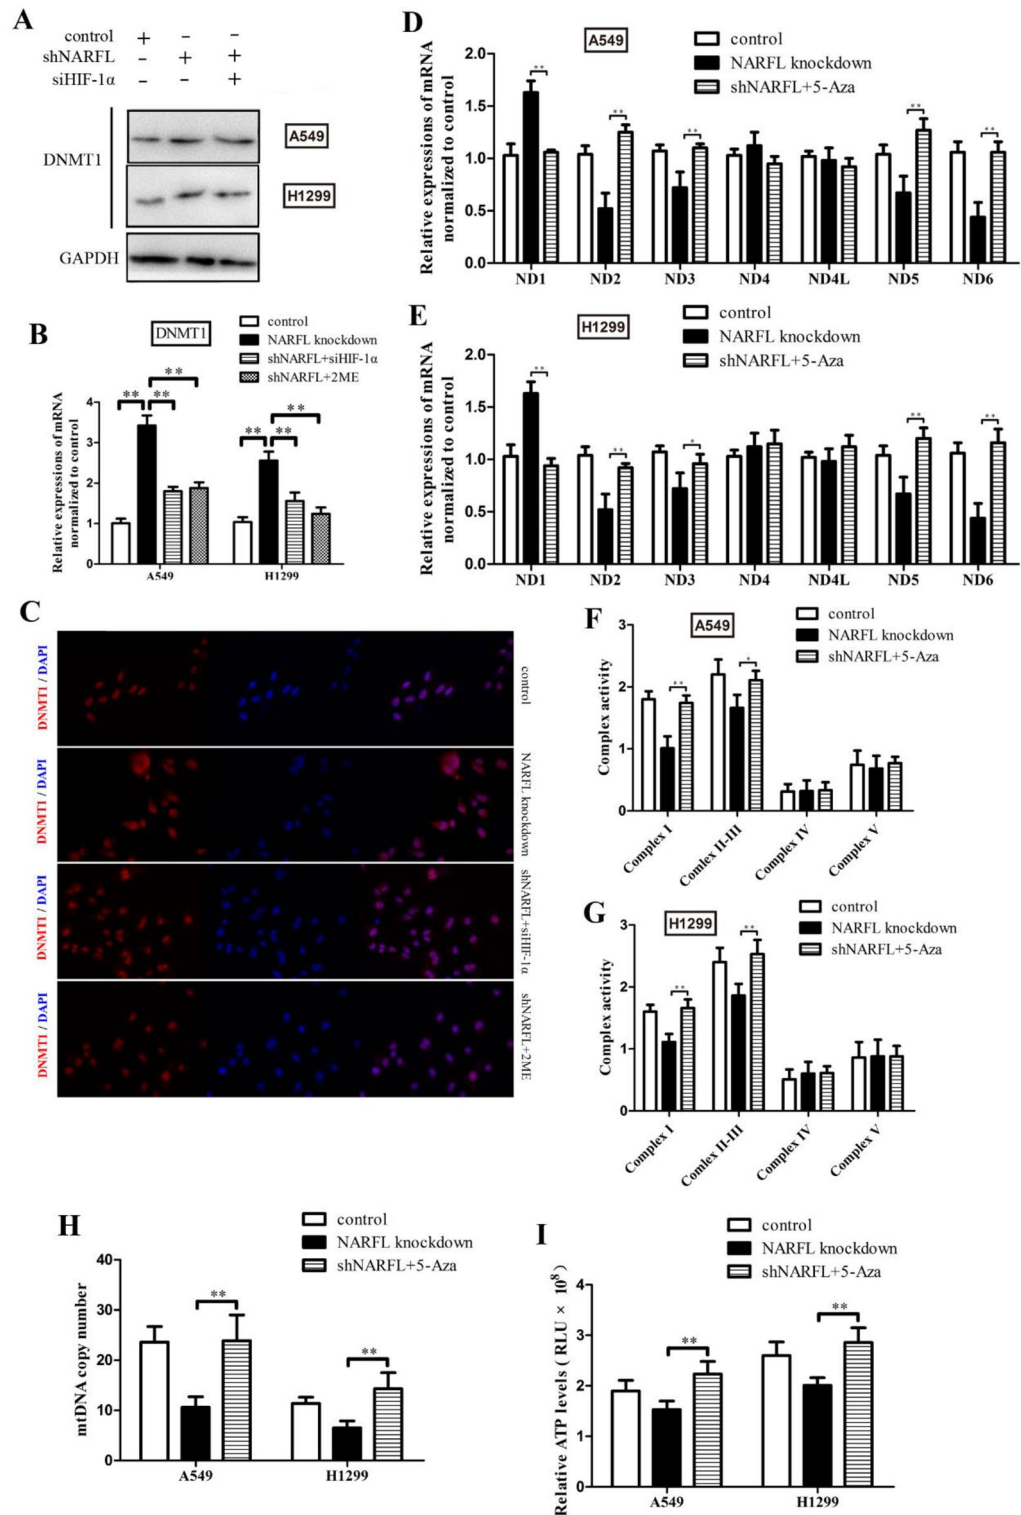 A
control + - -
shNARFL - + +
siHIF-1α - - +
DNMT1
A549
H1299
GAPDH
B
DNMT1
control
NARFL knockdown
shNARFL+siHIF-1α
shNARFL+2ME
Relative expressions of mRNA
normalized to control
4
3
2
1
0
** ** **
** ** **
A549 H1299
C
DNMT1 / DAPI
control
DNMT1 / DAPI
NARFL knockdown
DNMT1 / DAPI
shNARFL+siHIF-1α
DNMT1 / DAPI
shNARFL+2ME
D
A549
control
NARFL knockdown
shNARFL+5-Aza
Relative expressions of mRNA
normalized to control
2.0
1.5
1.0
0.5
0.0
** ** ** ** **
ND1 ND2 ND3 ND4 ND4L ND5 ND6
E
H1299
control
NARFL knockdown
shNARFL+5-Aza
Relative expressions of mRNA
normalized to control
2.0
1.5
1.0
0.5
0.0
** ** * ** **
ND1 ND2 ND3 ND4 ND4L ND5 ND6
F
A549
control
NARFL knockdown
shNARFL+5-Aza
Complex activity
3
2
1
0
** *
Complex I Comlex II-III Complex IV Complex V
G
H1299
control
NARFL knockdown
shNARFL+5-Aza
Complex activity
3
2
1
0
** **
Complex I Complex II-III Complex IV Complex V
H
control
NARFL knockdown
shNARFL+5-Aza
mtDNA copy number
40
30
20
10
0
** **
A549 H1299
I
control
NARFL knockdown
shNARFL+5-Aza
Relative ATP levels ( RLU × 10⁸ )
4
3
2
1
0
** **
A549 H1299